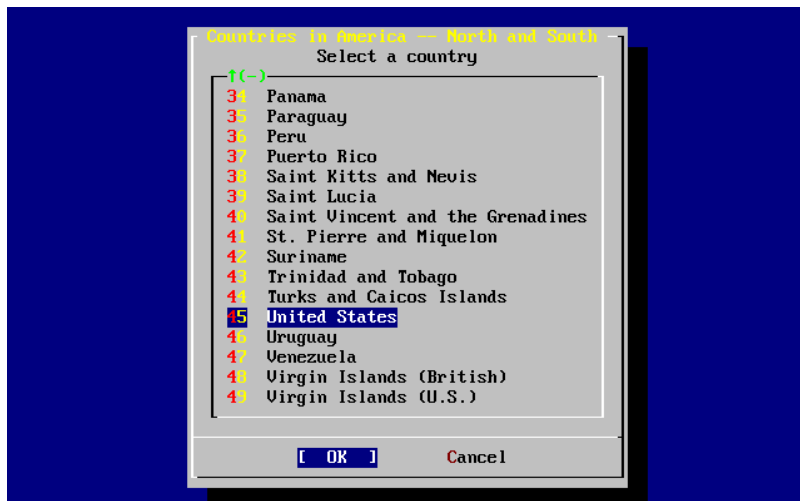 Countries in America -- North and South
Select a country
↑(-)
34 Panama
35 Paraguay
36 Peru
37 Puerto Rico
38 Saint Kitts and Nevis
39 Saint Lucia
40 Saint Vincent and the Grenadines
41 St. Pierre and Miquelon
42 Suriname
43 Trinidad and Tobago
44 Turks and Caicos Islands
45 United States
46 Uruguay
47 Venezuela
48 Virgin Islands (British)
49 Virgin Islands (U.S.)
[ OK ] Cancel